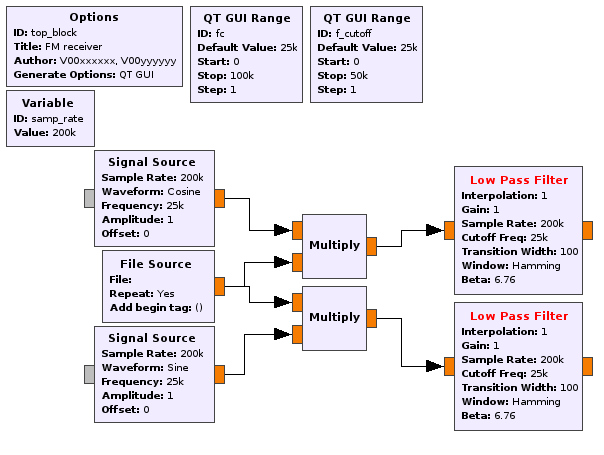 Options
ID: top_block
Title: FM receiver
Author: V00xxxxxx, V00yyyyyy
Generate Options: QT GUI
QT GUI Range
ID: fc
Default Value: 25k
Start: 0
Stop: 100k
Step: 1
QT GUI Range
ID: f_cutoff
Default Value: 25k
Start: 0
Stop: 50k
Step: 1
Variable
ID: samp_rate
Value: 200k
Signal Source
Sample Rate: 200k
Waveform: Cosine
Frequency: 25k
Amplitude: 1
Offset: 0
File Source
File:
Repeat: Yes
Add begin tag: ()
Signal Source
Sample Rate: 200k
Waveform: Sine
Frequency: 25k
Amplitude: 1
Offset: 0
Multiply
Multiply
Low Pass Filter
Interpolation: 1
Gain: 1
Sample Rate: 200k
Cutoff Freq: 25k
Transition Width: 100
Window: Hamming
Beta: 6.76
Low Pass Filter
Interpolation: 1
Gain: 1
Sample Rate: 200k
Cutoff Freq: 25k
Transition Width: 100
Window: Hamming
Beta: 6.76